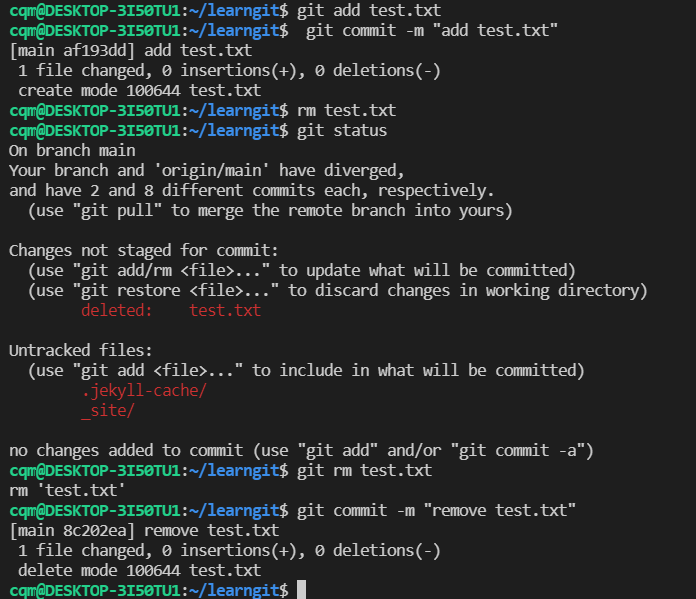 cqm@DESKTOP-3I50TU1:~/learngit$ git add test.txt
cqm@DESKTOP-3I50TU1:~/learngit$  git commit -m "add test.txt"
[main af193dd] add test.txt
 1 file changed, 0 insertions(+), 0 deletions(-)
 create mode 100644 test.txt
cqm@DESKTOP-3I50TU1:~/learngit$ rm test.txt
cqm@DESKTOP-3I50TU1:~/learngit$ git status
On branch main
Your branch and 'origin/main' have diverged,
and have 2 and 8 different commits each, respectively.
  (use "git pull" to merge the remote branch into yours)

Changes not staged for commit:
  (use "git add/rm <file>..." to update what will be committed)
  (use "git restore <file>..." to discard changes in working directory)
        deleted:    test.txt

Untracked files:
  (use "git add <file>..." to include in what will be committed)
        .jekyll-cache/
        _site/

no changes added to commit (use "git add" and/or "git commit -a")
cqm@DESKTOP-3I50TU1:~/learngit$ git rm test.txt
rm 'test.txt'
cqm@DESKTOP-3I50TU1:~/learngit$ git commit -m "remove test.txt"
[main 8c202ea] remove test.txt
 1 file changed, 0 insertions(+), 0 deletions(-)
 delete mode 100644 test.txt
cqm@DESKTOP-3I50TU1:~/learngit$